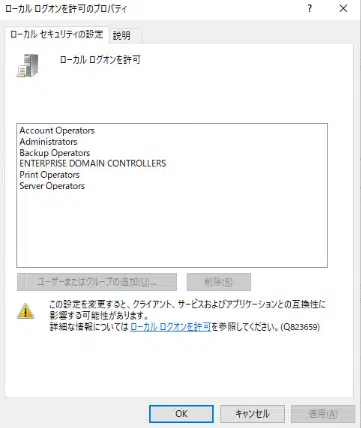 ローカル ログオンを許可のプロパティ
?
ローカル セキュリティの設定
説明
ローカル ログオンを許可
Account Operators
Administrators
Backup Operators
ENTERPRISE DOMAIN CONTROLLERS
Print Operators
Server Operators
ユーザーまたはグループの追加(U)...
削除(R)
この設定を変更すると、クライアント、サービスおよびアプリケーションとの互換性に
影響する可能性があります。
詳細な情報については ローカル ログオンを許可を参照してください。(Q823659)
OK
キャンセル
適用(A)